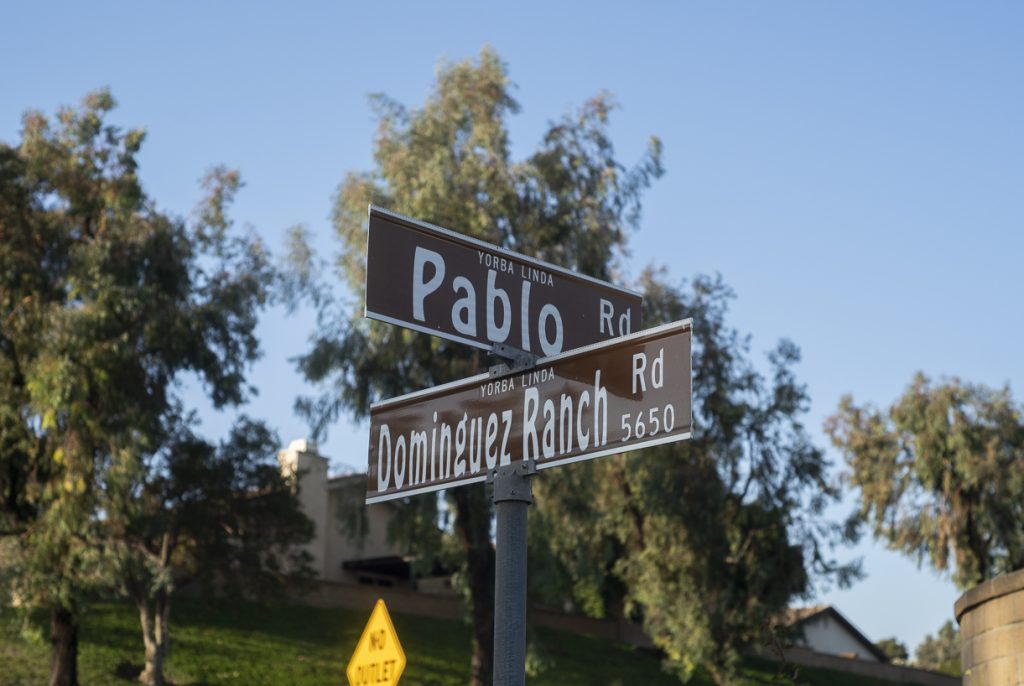 YORBA LINDA
Pablo Rd
YORBA LINDA
Dominguez Ranch Rd
5650
NO
OUTLET